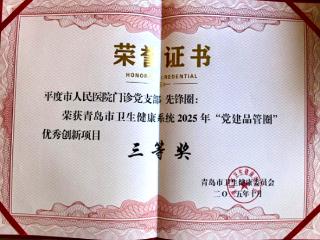 荣誉证书
HONOR CREDENTIAL
平度市人民医院门诊党支部 先锋圈：
荣获青岛市卫生健康系统2025年“党建品管圈”
优秀创新项目
三等奖
青岛市卫生健康委员会
二〇二五年十月